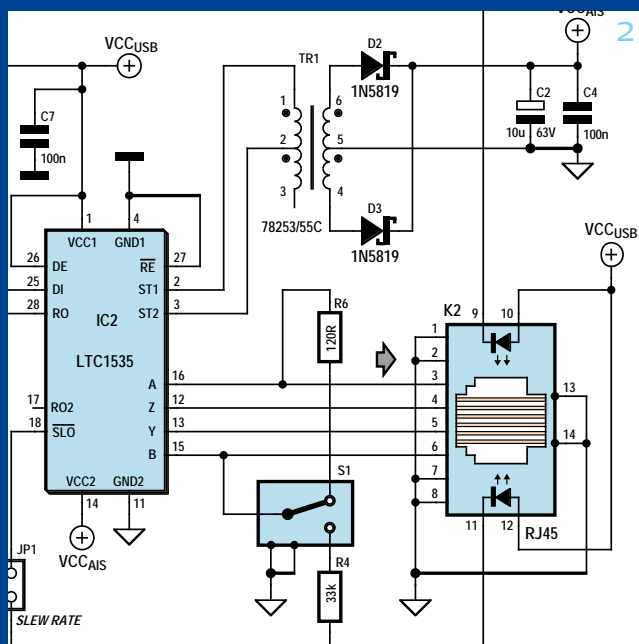 VCCAIS
2
VCCUSB
TR1
D2
1N5819
C7
100n
1
2
3
6
5
4
C2
10u 63V
C4
100n
78253/55C
D3
1N5819
VCCUSB
1
4
VCC1
GND1
26
DE
RE
27
25
DI
ST1
2
28
RO
ST2
3
IC2
LTC1535
R6
120R
K2
9
10
1
2
3
4
5
6
7
8
13
14
A
16
17
RO2
Z
12
18
SLO
Y
13
B
15
VCC2
GND2
14
11
VCCAIS
S1
R4
33k
11
12
RJ45
JP1
SLEW RATE